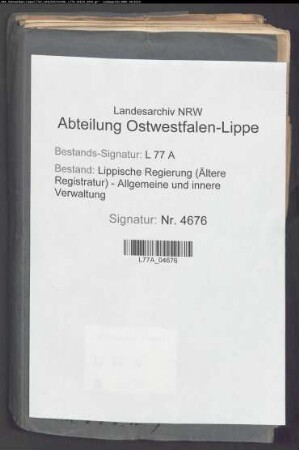 Landesarchiv NRW
Abteilung Ostwestfalen-Lippe
Bestands-Signatur: L 77 A
Bestand: Lippische Regierung (Ältere
Registratur) - Allgemeine und innere
Verwaltung
Signatur: Nr. 4676
L77A_04676